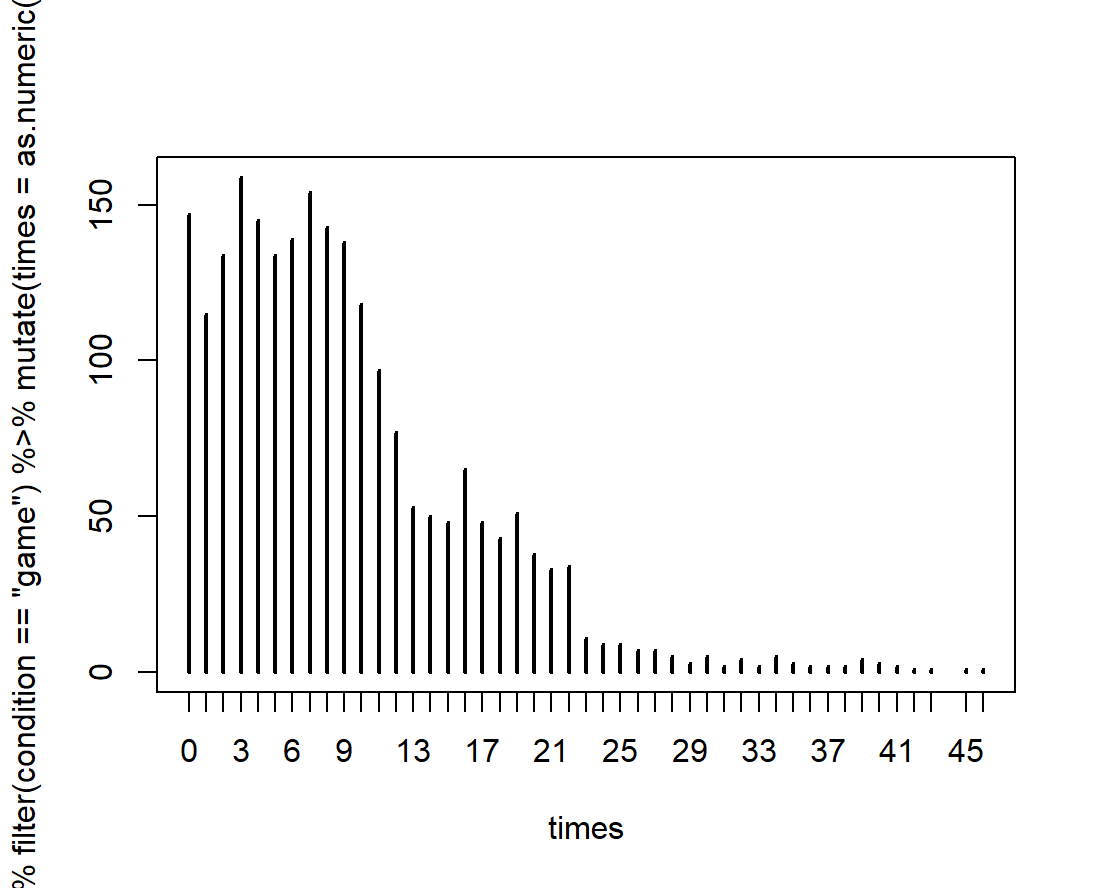 % filter(condition == "game") %>% mutate(times = as.numeric(
150
100
50
0
0 3 6 9 13 17 21 25 29 33 37 41 45
times